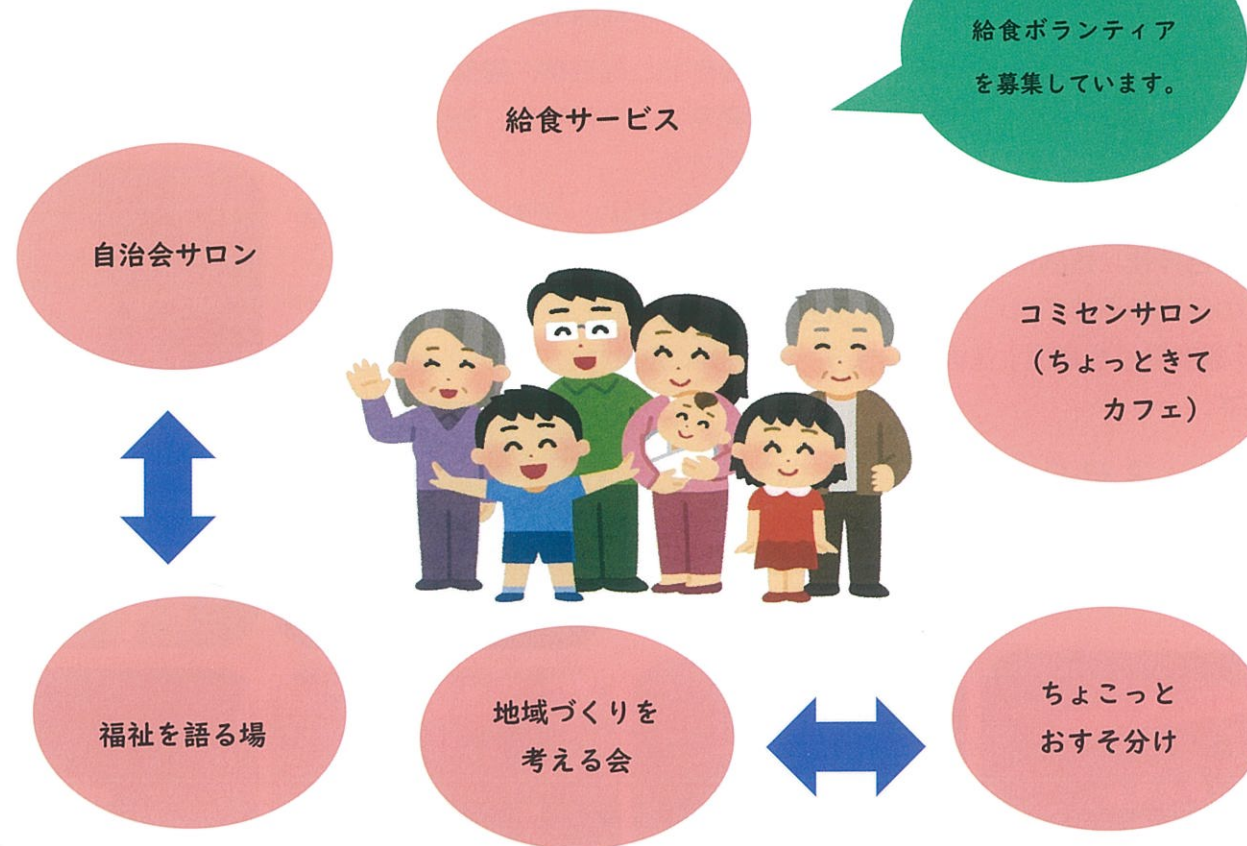 給食ボランティア
を募集しています。
給食サービス
自治会サロン
コミセンサロン
（ちょっときて
カフェ）
福祉を語る場
地域づくりを
考える会
ちょこっと
おすそ分け